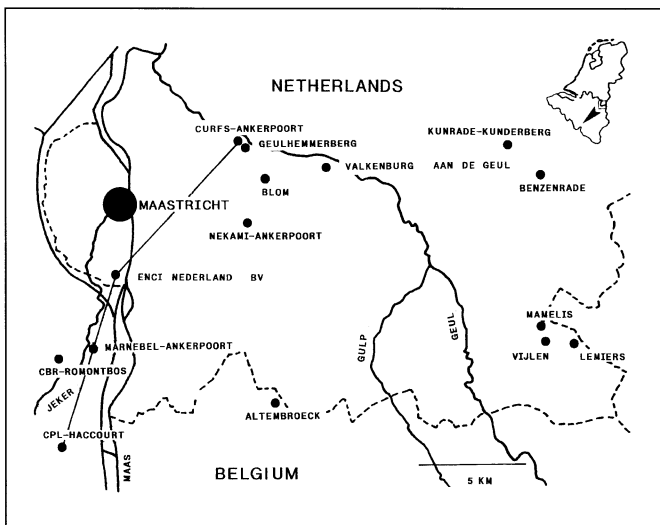 NETHERLANDS
CURFS-ANKERPOORT
KUNRADE-KUNDERBERG
GEULHEMMERBERG
VALKENBURG AAN DE GEUL
BENZENRADE
BLOM
MAASTRICHT
NEKAMI-ANKERPOORT
ENCI NEDERLAND BV
MAMELIS
GEUL
GULP
MARNEBEL-ANKERPOORT
VIJLEN
LEMIERS
CBR-ROMONTBOS
JEKER
ALTEMBROECK
CPL-HACCOURT
MAAS
BELGIUM
5 KM